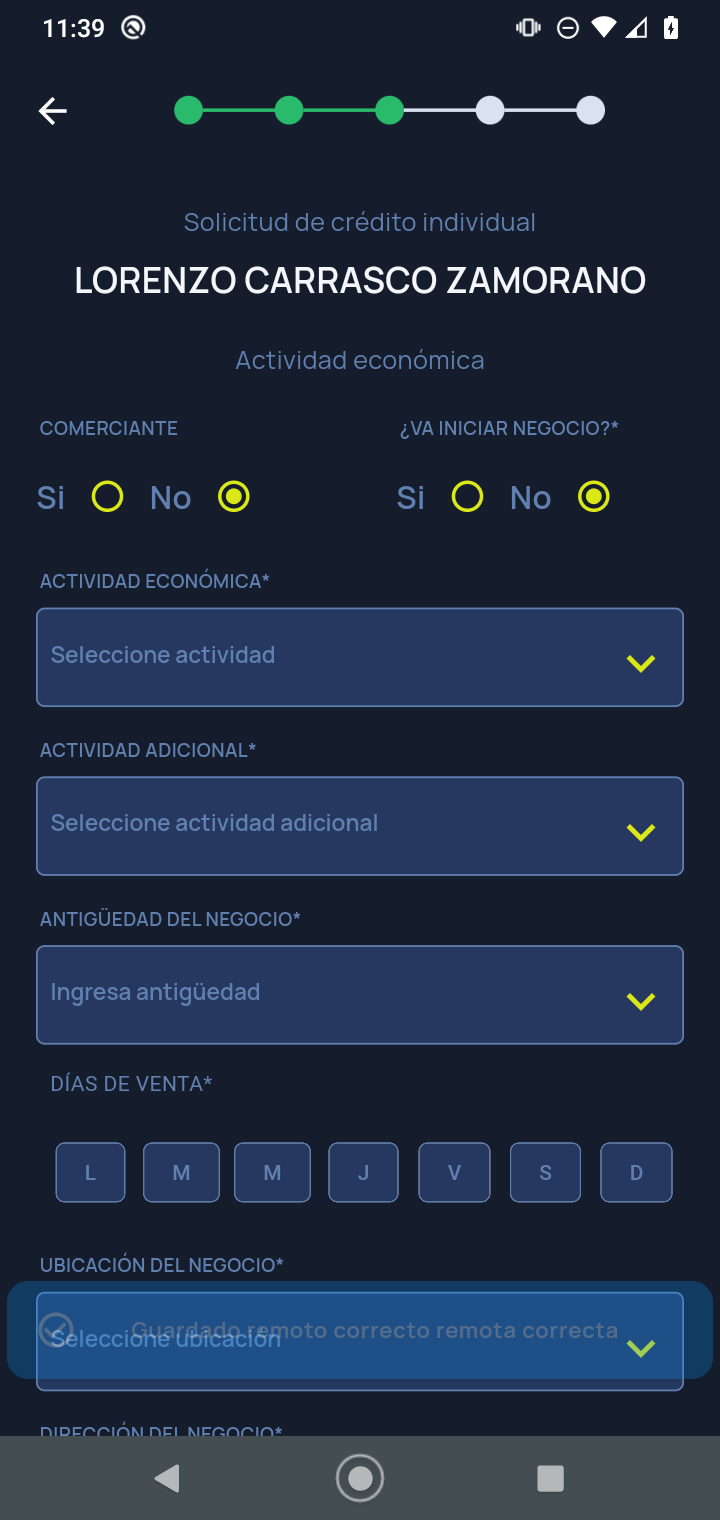 11:39
Solicitud de crédito individual
LORENZO CARRASCO ZAMORANO
Actividad económica
COMERCIANTE ¿VA INICIAR NEGOCIO?*
Si No Si No
ACTIVIDAD ECONÓMICA*
Seleccione actividad
ACTIVIDAD ADICIONAL*
Seleccione actividad adicional
ANTIGÜEDAD DEL NEGOCIO*
Ingresa antigüedad
DÍAS DE VENTA*
L M M J V S D
UBICACIÓN DEL NEGOCIO*
Guardado remoto correcto remota correcta
Seleccione ubicación
DIRECCIÓN DEL NEGOCIO*